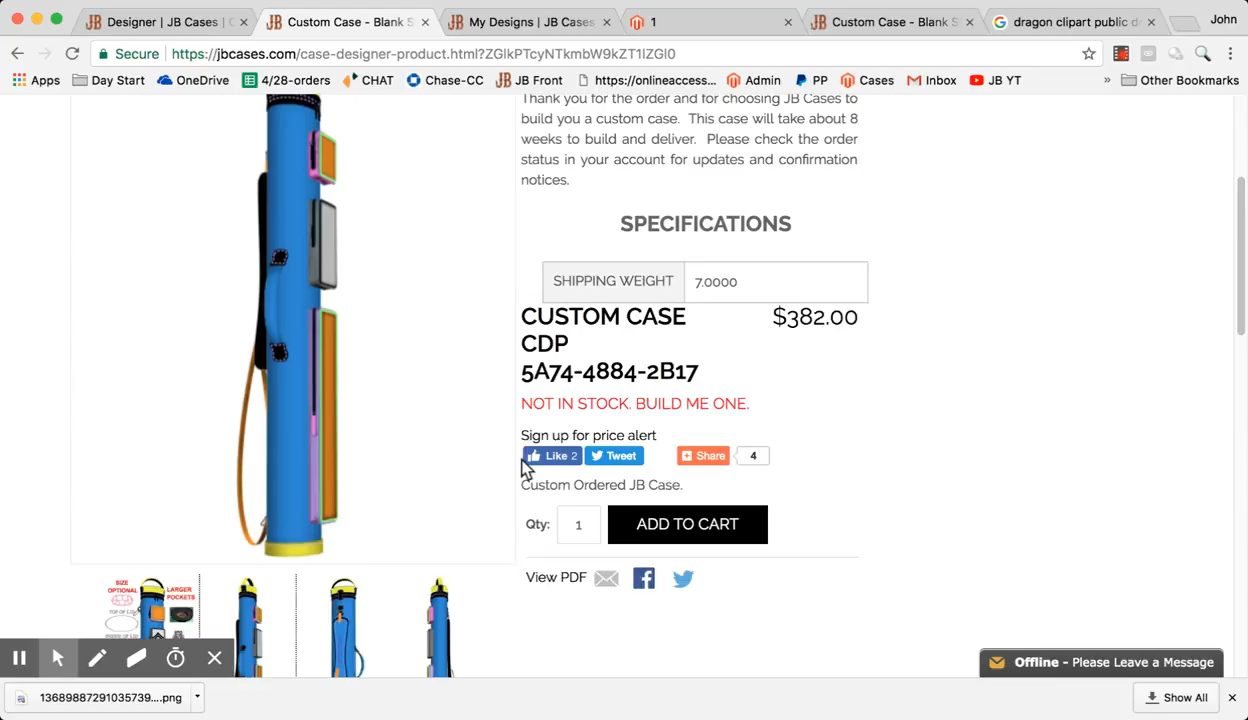 Designer | JB Cases | C
Custom Case - Blank S
My Designs | JB Cases
1
Custom Case - Blank S
dragon clipart public do
John
Secure
https://jbcases.com/case-designer-product.html?ZGlkPTcyNTkmbW9kZT1lZGl0
Apps
Day Start
OneDrive
4/28-orders
CHAT
Chase-CC
JB Front
https://onlineaccess...
Admin
PP
Cases
Inbox
JB YT
»
Other Bookmarks
Thank you for the order and for choosing JB Cases to
build you a custom case. This case will take about 8
weeks to build and deliver. Please check the order
status in your account for updates and confirmation
notices.
SPECIFICATIONS
SHIPPING WEIGHT 7.0000
CUSTOM CASE $382.00
CDP
5A74-4884-2B17
NOT IN STOCK. BUILD ME ONE.
Sign up for price alert
Like 2 Tweet Share 4
Custom Ordered JB Case.
Qty: 1 ADD TO CART
View PDF
SIZE
OPTIONAL
LARGER
POCKETS
Offline - Please Leave a Message
13689887291035739....png
Show All